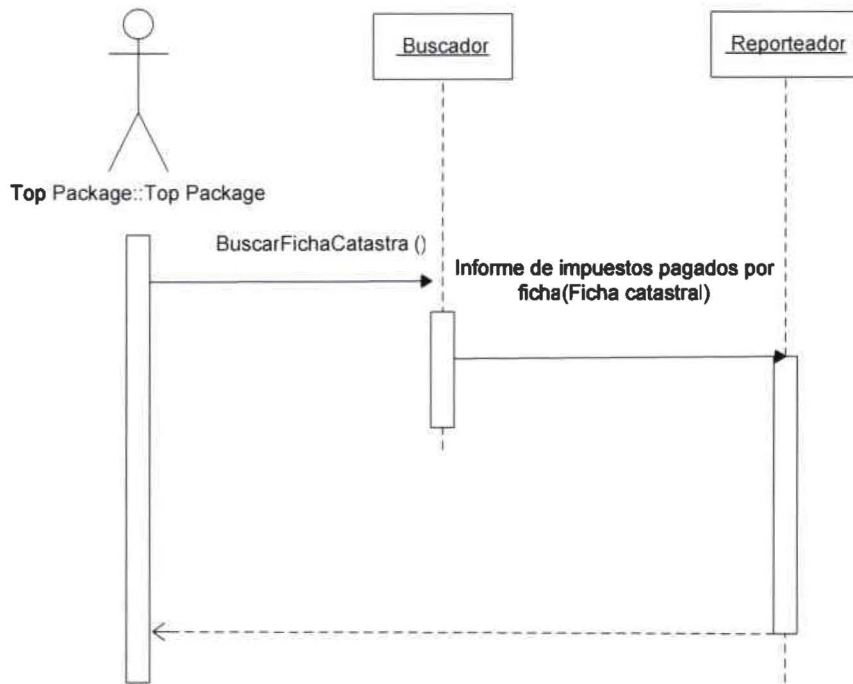 Buscador
Reporteador
Top Package::Top Package
BuscarFichaCatastra ()
Informe de impuestos pagados por
ficha(Ficha catastral)